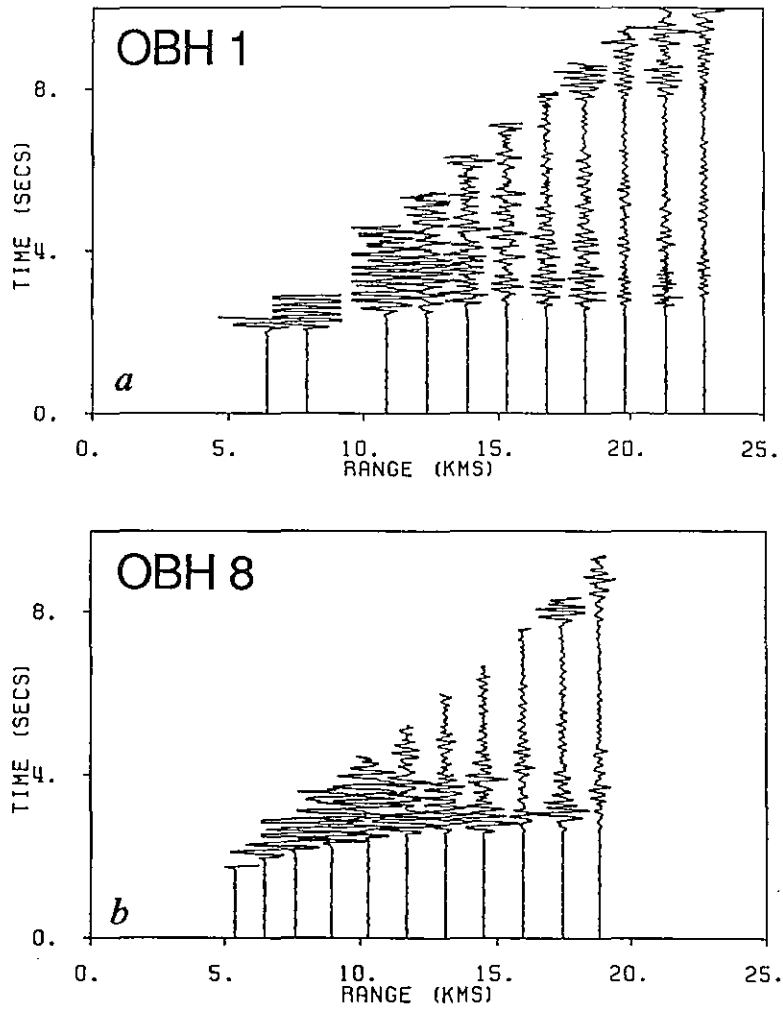 OBH 1
8.
4.
0.
TIME (SECS)
a
0. 5. 10. 15. 20. 25.
RANGE (KMS)
OBH 8
8.
4.
0.
TIME (SECS)
b
0. 5. 10. 15. 20. 25.
RANGE (KMS)